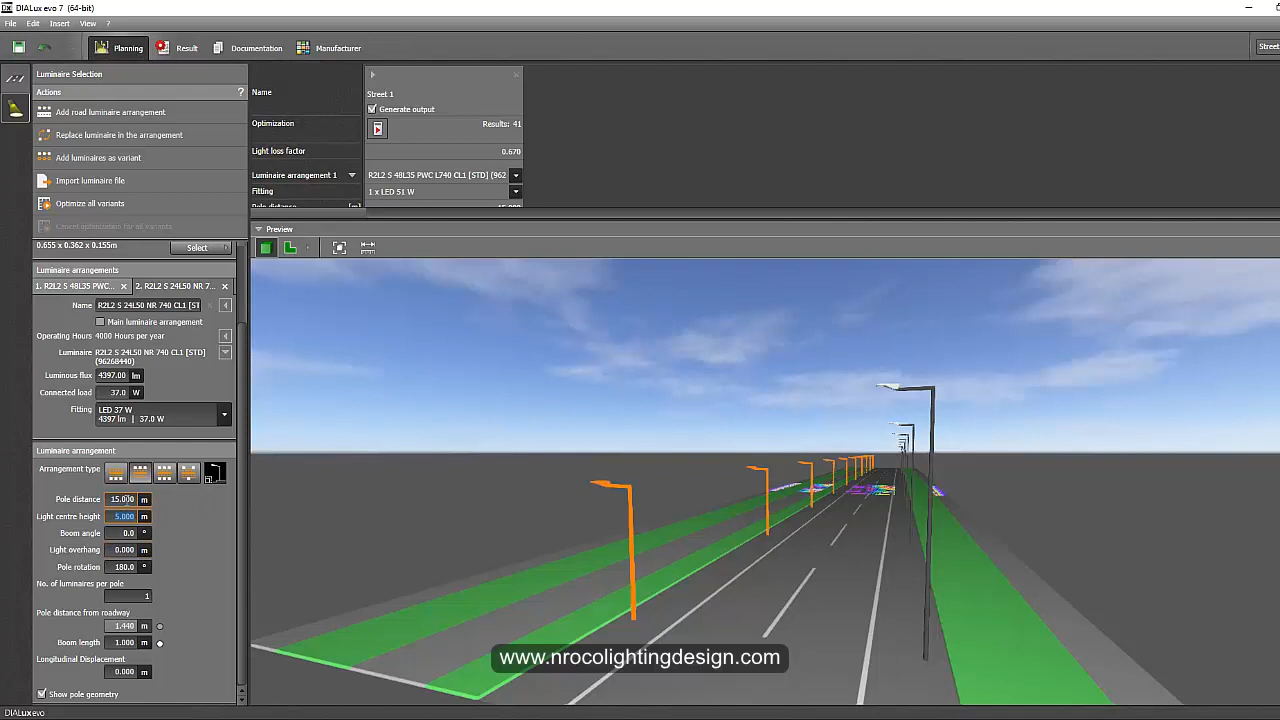 DIALux evo 7 (64-bit)
File Edit Insert View ?
Planning Result Documentation Manufacturer Street
Luminaire Selection
Actions ?
Add road luminaire arrangement
Replace luminaire in the arrangement
Add luminaires as variant
Import luminaire file
Optimize all variants
Cancel optimization for all variants
0.655 x 0.362 x 0.155m Select
Luminaire arrangements
1. R2L2 S 48L35 PWC... 2. R2L2 S 24L50 NR 7...
Name R2L2 S 24L50 NR 740 CL1 [ST
Main luminaire arrangement
Operating Hours 4000 Hours per year
Luminaire R2L2 S 24L50 NR 740 CL1 [STD]
(96268440)
Luminous flux 4397.00 lm
Connected load 37.0 W
Fitting LED 37 W
4397 lm | 37.0 W
Luminaire arrangement
Arrangement type
Pole distance 15.000 m
Light centre height 5.000 m
Boom angle 0.0 °
Light overhang 0.000 m
Pole rotation 180.0 °
No. of luminaires per pole
1
Pole distance from roadway
1.440 m
Boom length 1.000 m
Longitudinal Displacement
0.000 m
Show pole geometry
DIALux evo
Name Street 1
Generate output
Optimization Results: 41
Light loss factor 0.670
Luminaire arrangement 1 R2L2 S 48L35 PWC L740 CL1 [STD] (962
Fitting 1 x LED 51 W
Pole distance [m] 15.000
Preview
www.nrocolightingdesign.com